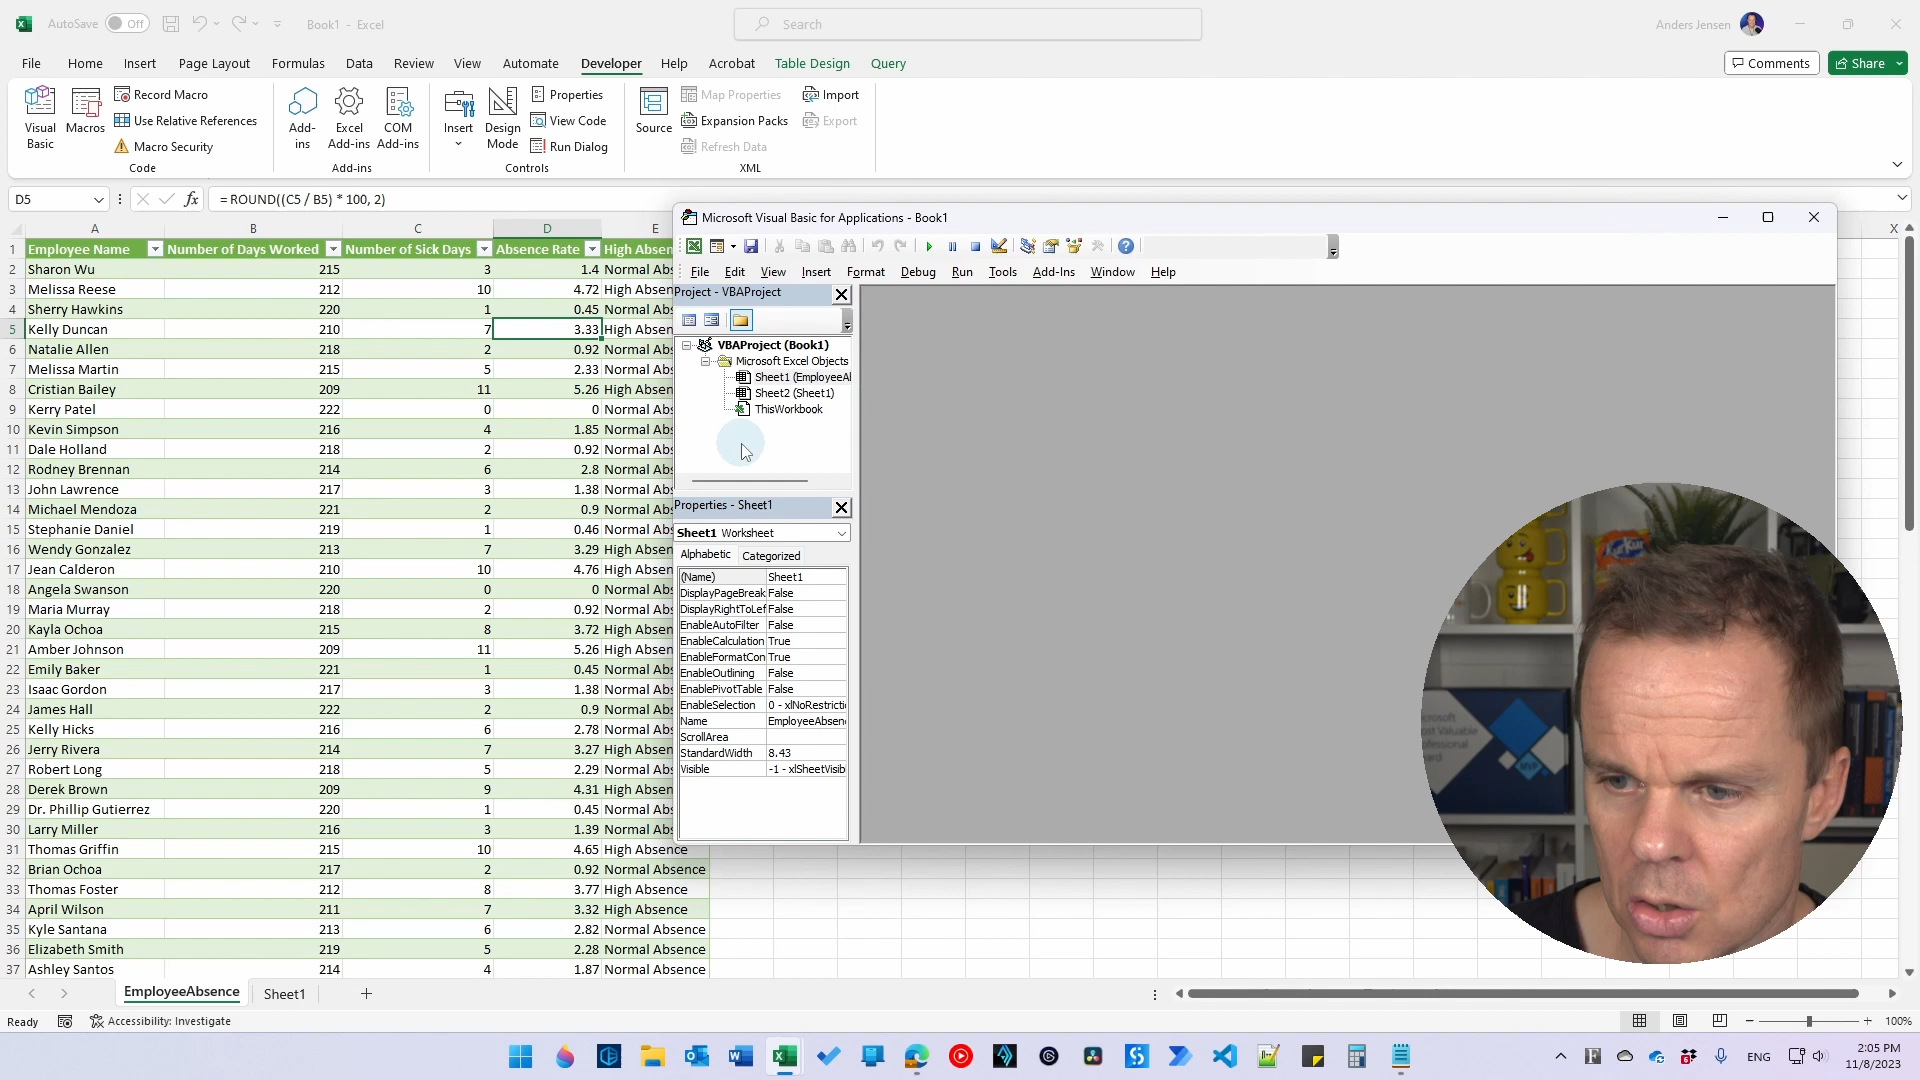 AutoSave Off Book1 - Excel Search Anders Jensen
File Home Insert Page Layout Formulas Data Review View Automate Developer Help Acrobat Table Design Query Comments Share
Visual Basic
Macros
Record Macro
Use Relative References
Macro Security
Code
Add-ins
Excel Add-ins
COM Add-ins
Add-ins
Insert
Design Mode
Properties
View Code
Run Dialog
Controls
Source
Map Properties
Expansion Packs
Refresh Data
Import
Export
XML
D5 fx = ROUND((C5 / B5) * 100, 2)
A B C D E X
1 Employee Name Number of Days Worked Number of Sick Days Absence Rate High Absen
2 Sharon Wu 215 3 1.4 Normal Abs
3 Melissa Reese 212 10 4.72 High Absen
4 Sherry Hawkins 220 1 0.45 Normal Abs
5 Kelly Duncan 210 7 3.33 High Absen
6 Natalie Allen 218 2 0.92 Normal Abs
7 Melissa Martin 215 5 2.33 Normal Abs
8 Cristian Bailey 209 11 5.26 High Absen
9 Kerry Patel 222 0 0 Normal Abs
10 Kevin Simpson 216 4 1.85 Normal Abs
11 Dale Holland 218 2 0.92 Normal Abs
12 Rodney Brennan 214 6 2.8 Normal Abs
13 John Lawrence 217 3 1.38 Normal Abs
14 Michael Mendoza 221 2 0.9 Normal Abs
15 Stephanie Daniel 219 1 0.46 Normal Abs
16 Wendy Gonzalez 213 7 3.29 High Absen
17 Jean Calderon 210 10 4.76 High Absen
18 Angela Swanson 220 0 0 Normal Abs
19 Maria Murray 218 2 0.92 Normal Abs
20 Kayla Ochoa 215 8 3.72 High Absen
21 Amber Johnson 209 11 5.26 High Absen
22 Emily Baker 221 1 0.45 Normal Abs
23 Isaac Gordon 217 3 1.38 Normal Abs
24 James Hall 222 2 0.9 Normal Abs
25 Kelly Hicks 216 6 2.78 Normal Abs
26 Jerry Rivera 214 7 3.27 High Absen
27 Robert Long 218 5 2.29 Normal Abs
28 Derek Brown 209 9 4.31 High Absen
29 Dr. Phillip Gutierrez 220 1 0.45 Normal Abs
30 Larry Miller 216 3 1.39 Normal Abs
31 Thomas Griffin 215 10 4.65 High Absence
32 Brian Ochoa 217 2 0.92 Normal Absence
33 Thomas Foster 212 8 3.77 High Absence
34 April Wilson 211 7 3.32 High Absence
35 Kyle Santana 213 6 2.82 Normal Absence
36 Elizabeth Smith 219 5 2.28 Normal Absence
37 Ashley Santos 214 4 1.87 Normal Absence
Microsoft Visual Basic for Applications - Book1
File Edit View Insert Format Debug Run Tools Add-Ins Window Help
Project - VBAProject
VBAProject (Book1)
Microsoft Excel Objects
Sheet1 (EmployeeAl
Sheet2 (Sheet1)
ThisWorkbook
Properties - Sheet1
Sheet1 Worksheet
Alphabetic Categorized
(Name) Sheet1
DisplayPageBreak False
DisplayRightToLef False
EnableAutoFilter False
EnableCalculation True
EnableFormatCon True
EnableOutlining False
EnablePivotTable False
EnableSelection 0 - xlNoRestricti
Name EmployeeAbsen
ScrollArea
StandardWidth 8.43
Visible -1 - xlSheetVisib
Kurkur
crosoft
ost Valuable
ofessional
MVP
EmployeeAbsence Sheet1
Ready Accessibility: Investigate 100%
ENG 2:05 PM
11/8/2023